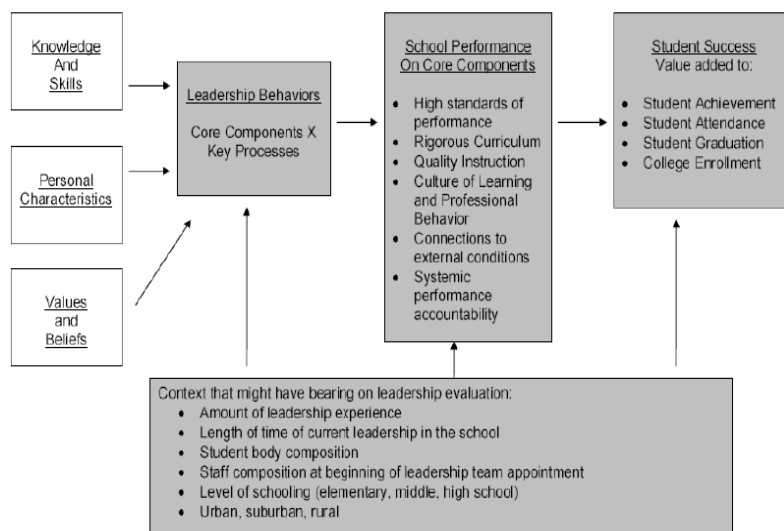 Knowledge
And
Skills
Personal
Characteristics
Values
and
Beliefs
Leadership Behaviors
Core Components X
Key Processes
School Performance
On Core Components
• High standards of
performance
• Rigorous Curriculum
• Quality Instruction
• Culture of Learning
and Professional
Behavior
• Connections to
external conditions
• Systemic
performance
accountability
Student Success
Value added to:
• Student Achievement
• Student Attendance
• Student Graduation
• College Enrollment
Context that might have bearing on leadership evaluation:
• Amount of leadership experience
• Length of time of current leadership in the school
• Student body composition
• Staff composition at beginning of leadership team appointment
• Level of schooling (elementary, middle, high school)
• Urban, suburban, rural